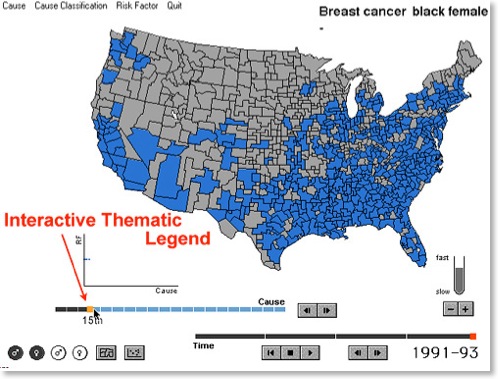 Cause Cause Classification Risk Factor Quit
Breast cancer black female
Interactive Thematic
Legend
RF
Cause
fast
slow
Cause
15th
Time
1991-93